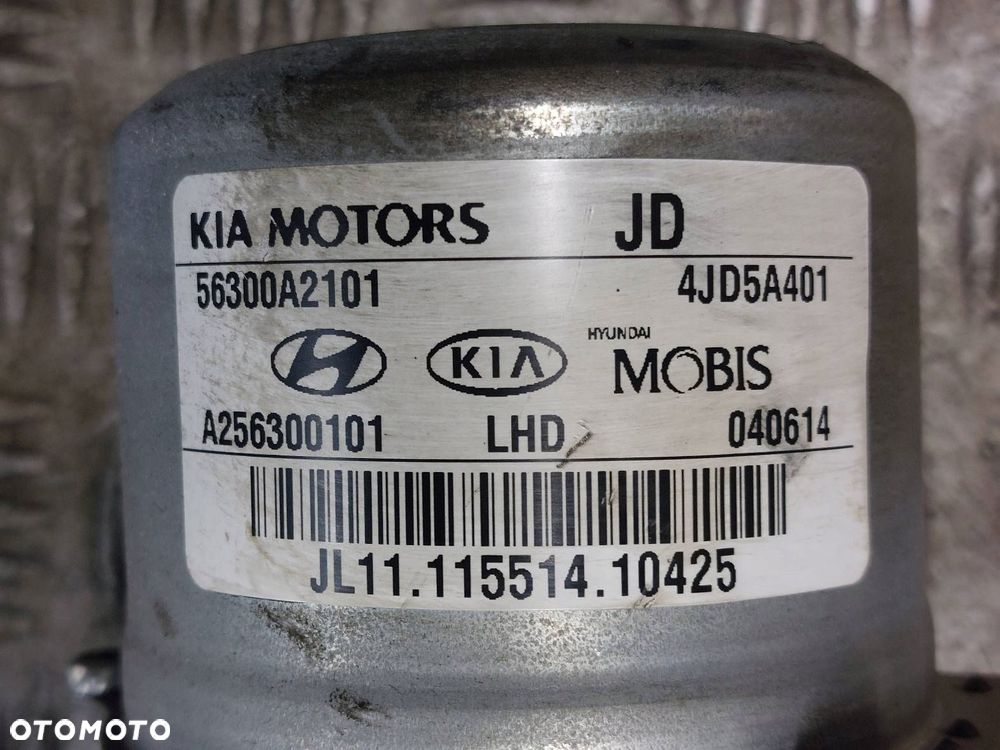 KIA MOTORS JD
56300A2101 4JD5A401
KIA HYUNDAI MOBIS
A256300101 LHD 040614
JL11.115514.10425
OTOMOTO